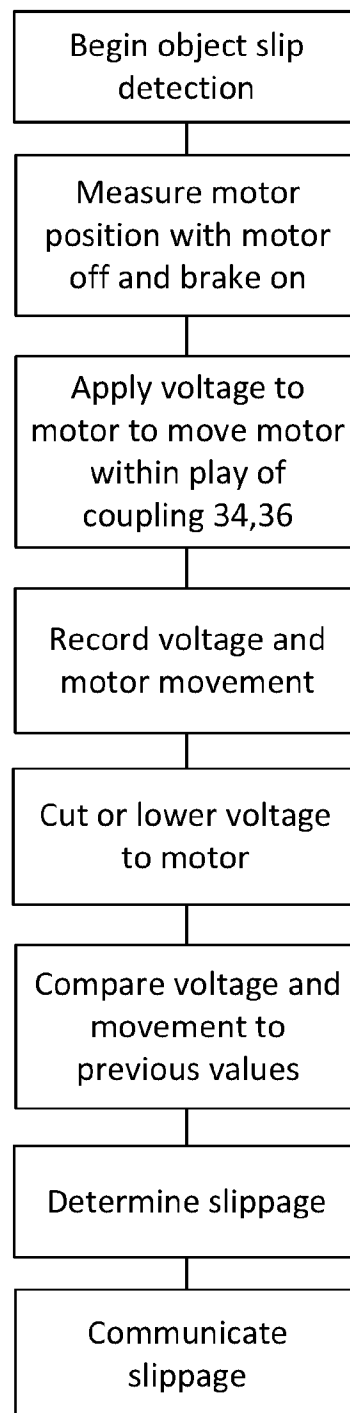 Begin object slip
detection
Measure motor
position with motor
off and brake on
Apply voltage to
motor to move motor
within play of
coupling 34,36
Record voltage and
motor movement
Cut or lower voltage
to motor
Compare voltage and
movement to
previous values
Determine slippage
Communicate
slippage